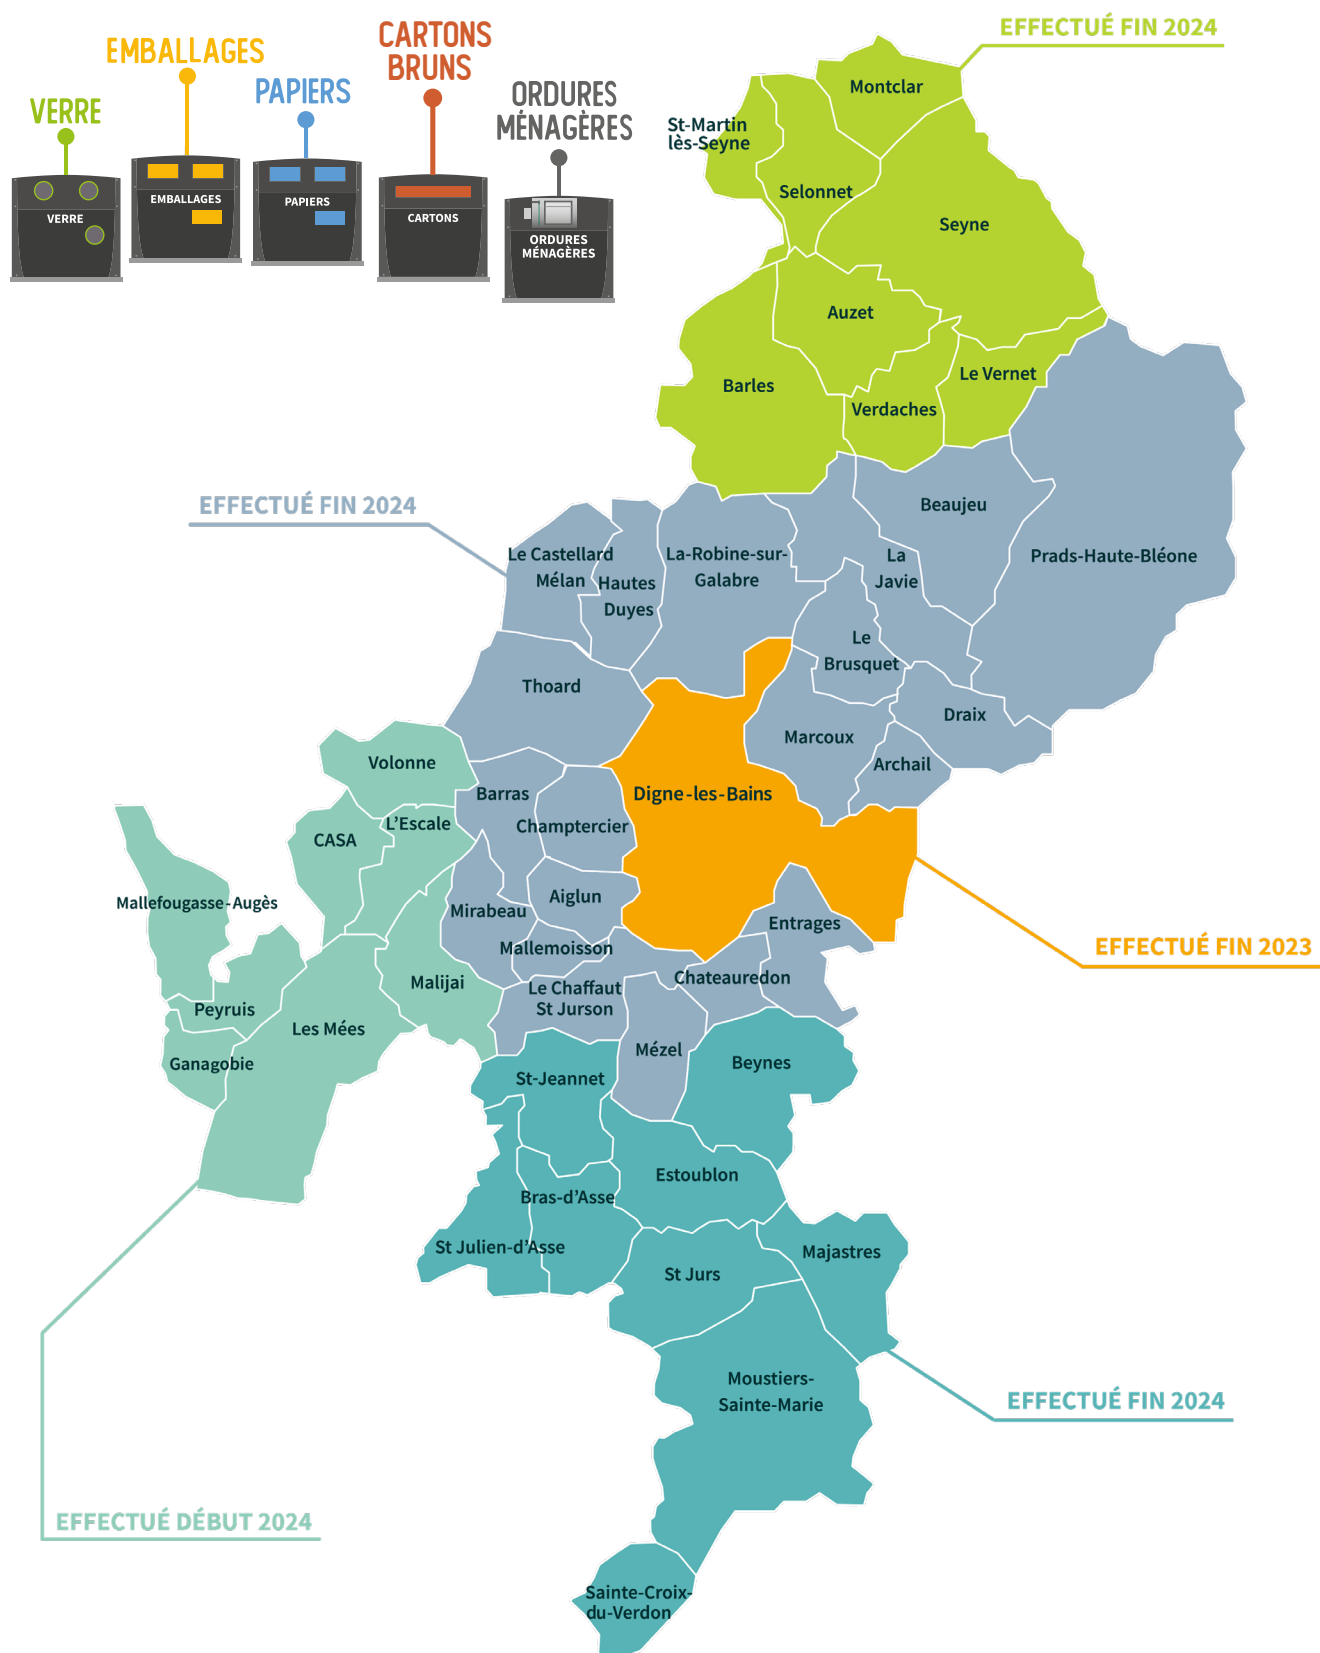 VERRE
EMBALLAGES
PAPIERS
CARTONS
BRUNS
ORDURES
MÉNAGÈRES
VERRE
EMBALLAGES
PAPIERS
CARTONS
ORDURES
MÉNAGÈRES
EFFECTUÉ FIN 2024
Montclar
St-Martin
lès-Seyne
Selonnet
Seyne
Auzet
Barles
Le Vernet
Verdaches
EFFECTUÉ FIN 2024
Beaujeu
Le Castellard
Mélan
Hautes
Duyes
La-Robine-sur-
Galabre
La
Javie
Prads-Haute-Bléone
Le
Brusquet
Thoard
Draix
Marcoux
Archail
Volonne
Barras
Digne-les-Bains
CASA
L'Escale
Champtercier
Mallefougasse-Augès
Mirabeau
Aiglun
Entrages
EFFECTUÉ FIN 2023
Mallemoisson
Malijai
Le Chaffaut
St Jurson
Chateauredon
Peyruis
Les Mées
Mézel
Ganagobie
St-Jeannet
Beynes
Estoublon
Bras-d'Asse
St Julien-d'Asse
St Jurs
Majastres
Moustiers-
Sainte-Marie
EFFECTUÉ FIN 2024
EFFECTUÉ DÉBUT 2024
Sainte-Croix-
du-Verdon